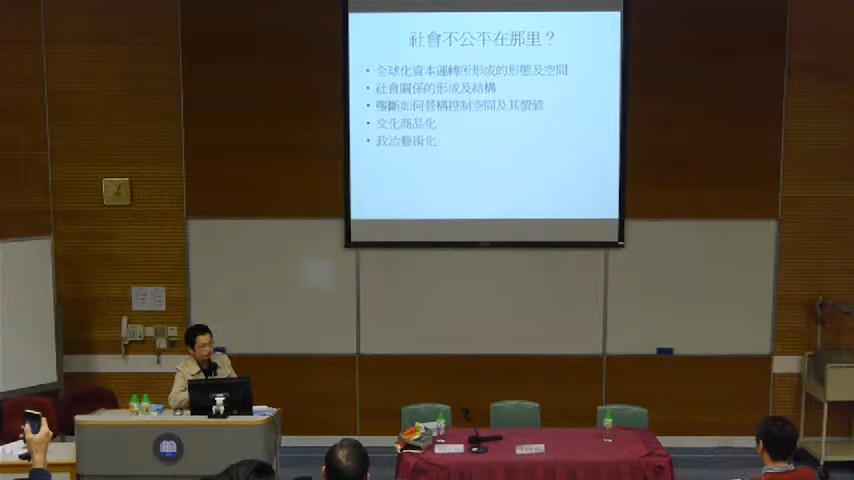 社會不公平在那里？
• 全球化資本運轉所形成的形態及空間
• 社會關係的形成及結構
• 壟斷如何營構控制空間及其價值
• 文化商品化
• 政治藝術化